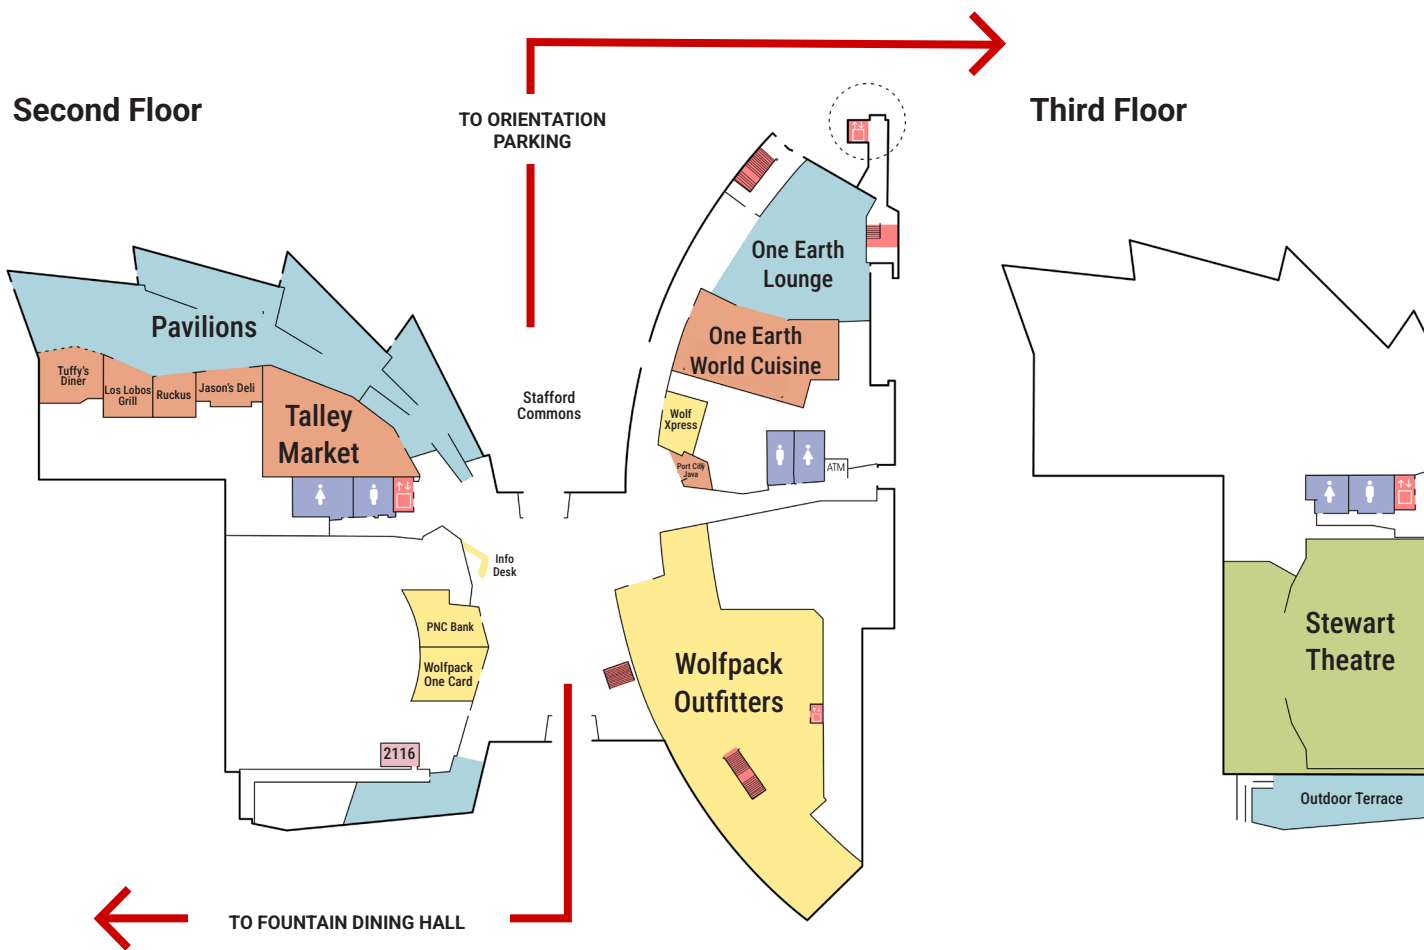 Second Floor
TO ORIENTATION
PARKING
Third Floor
One Earth
Lounge
Pavilions
One Earth
World Cuisine
Tuffy's
Diner
Los Lobos
Grill
Ruckus
Jason's Deli
Talley
Market
Stafford
Commons
Wolf
Xpress
Port City
Java
ATM
Info
Desk
PNC Bank
Wolfpack
One Card
Wolfpack
Outfitters
Stewart
Theatre
2116
Outdoor Terrace
TO FOUNTAIN DINING HALL